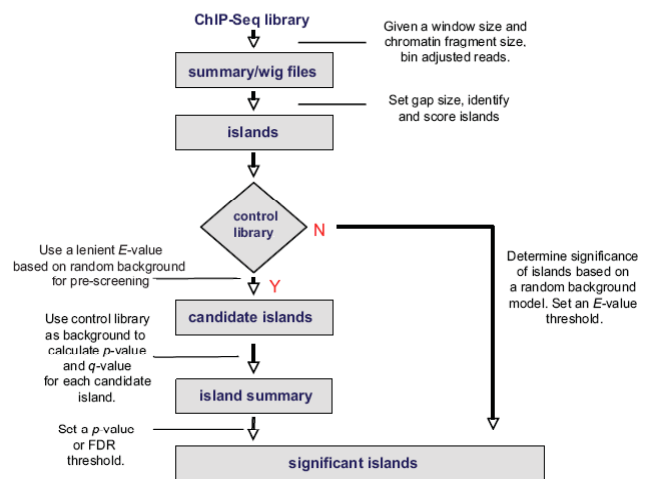 ChIP-Seq library
Given a window size and
chromatin fragment size,
bin adjusted reads.
summary/wig files
Set gap size, identify
and score islands
islands
control
library
N
Use a lenient E-value
based on random background
for pre-screening
Y
Determine significance
of islands based on
a random background
model. Set an E-value
threshold.
candidate islands
Use control library
as background to
calculate p-value
and q-value
for each candidate
island.
island summary
Set a p-value
or FDR
threshold.
significant islands